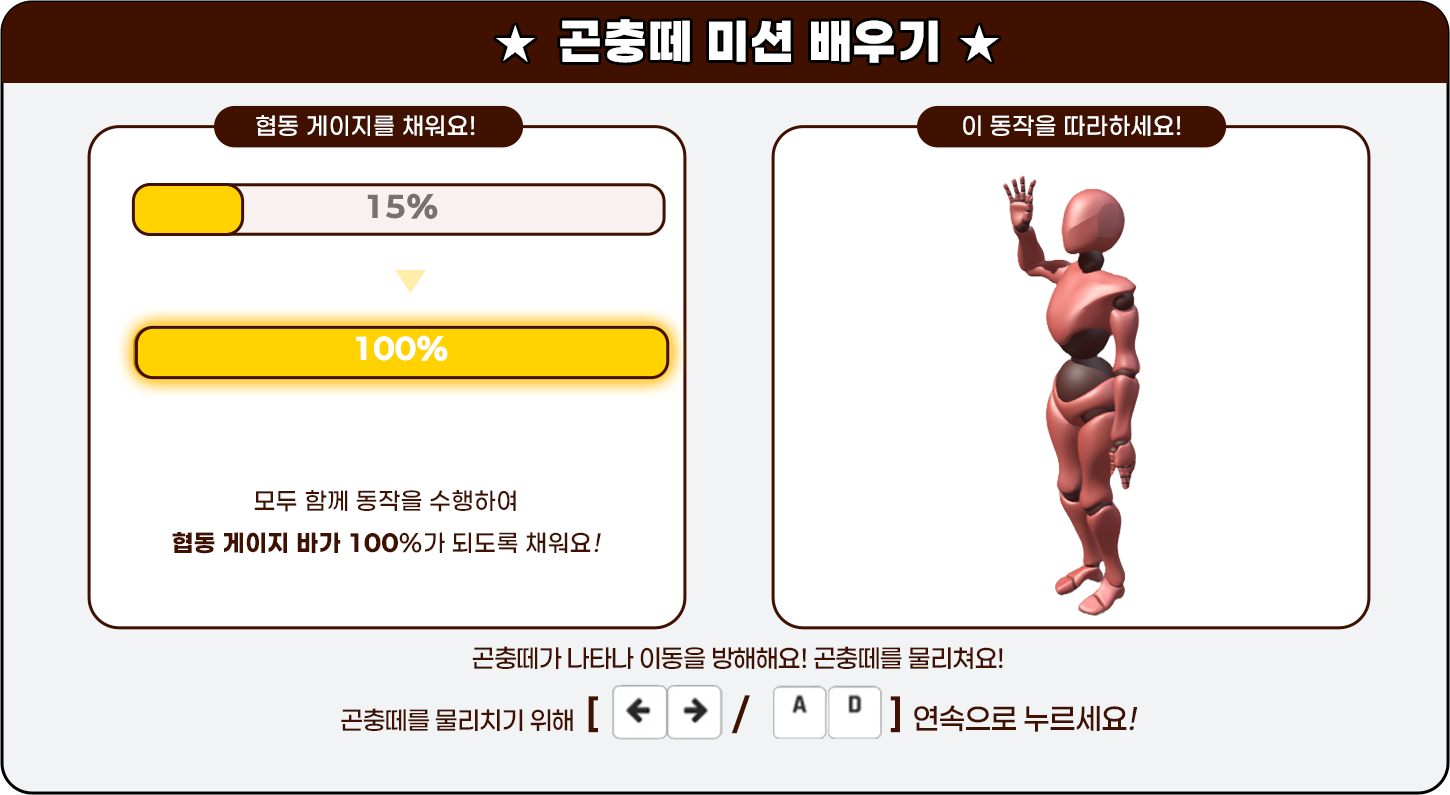 ★ 곤충떼 미션 배우기 ★
협동 게이지를 채워요!
15%
100%
모두 함께 동작을 수행하여
협동 게이지 바가 100%가 되도록 채워요!
이 동작을 따라하세요!
곤충떼가 나타나 이동을 방해해요! 곤충떼를 물리쳐요!
곤충떼를 물리치기 위해 [ ← → / A D ] 연속으로 누르세요!